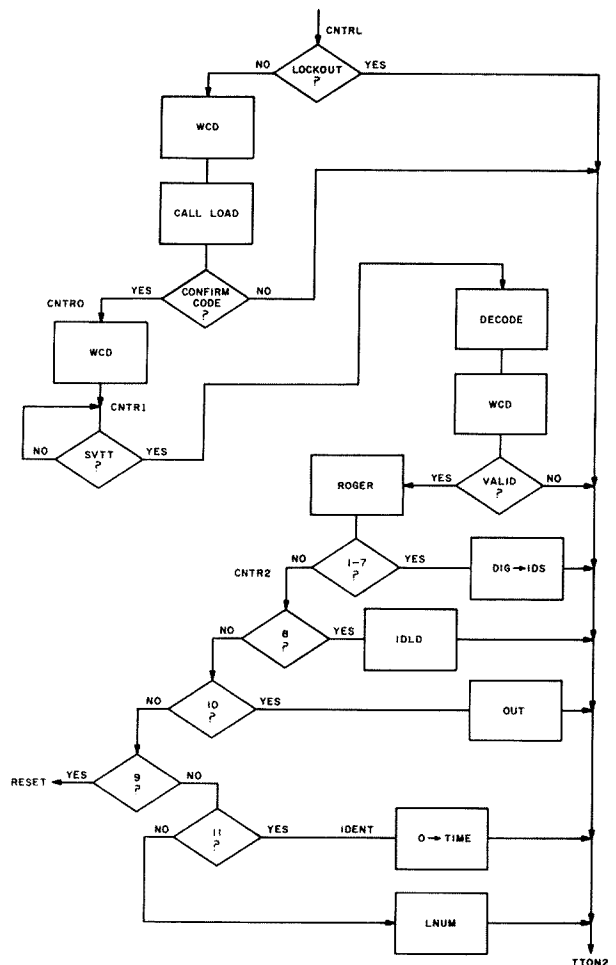 CNTRL
LOCKOUT
?
NO
YES
WCD
CALL LOAD
CONFIRM
CODE
?
YES
NO
CNTR0
WCD
CNTR1
SVTT
?
NO
YES
DECODE
WCD
VALID
?
YES
NO
ROGER
1-7
?
NO
YES
DIG→IDS
CNTR2
8
?
NO
YES
IDLD
10
?
NO
YES
OUT
9
?
YES
NO
RESET
11
?
NO
YES
IDENT
0→TIME
LNUM
TTON2